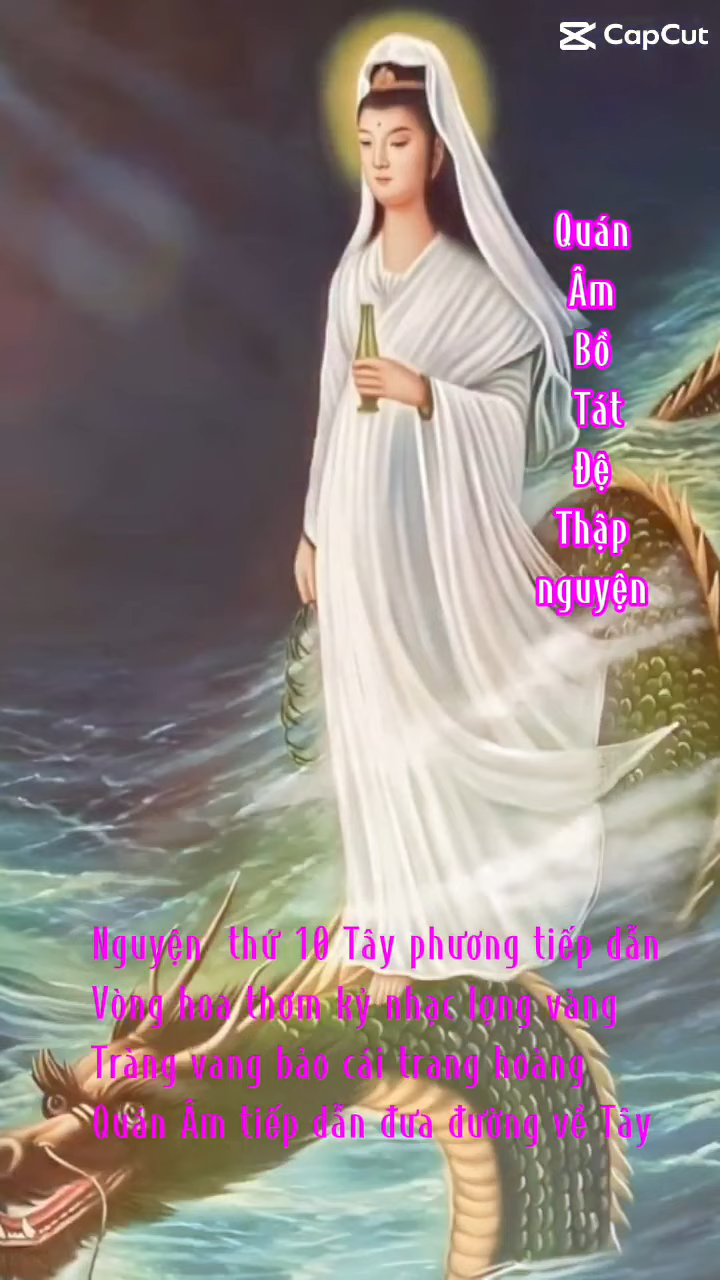 CapCut
Quán
Âm
Bồ
Tát
Đệ
Thập
nguyện
Nguyện thứ 10 Tây phương tiếp dẫn
Vòng hoa thơm kỳ nhạc lọng vàng
Tràng vang bảo cái trang hoàng
Quán Âm tiếp dẫn đưa đường về Tây